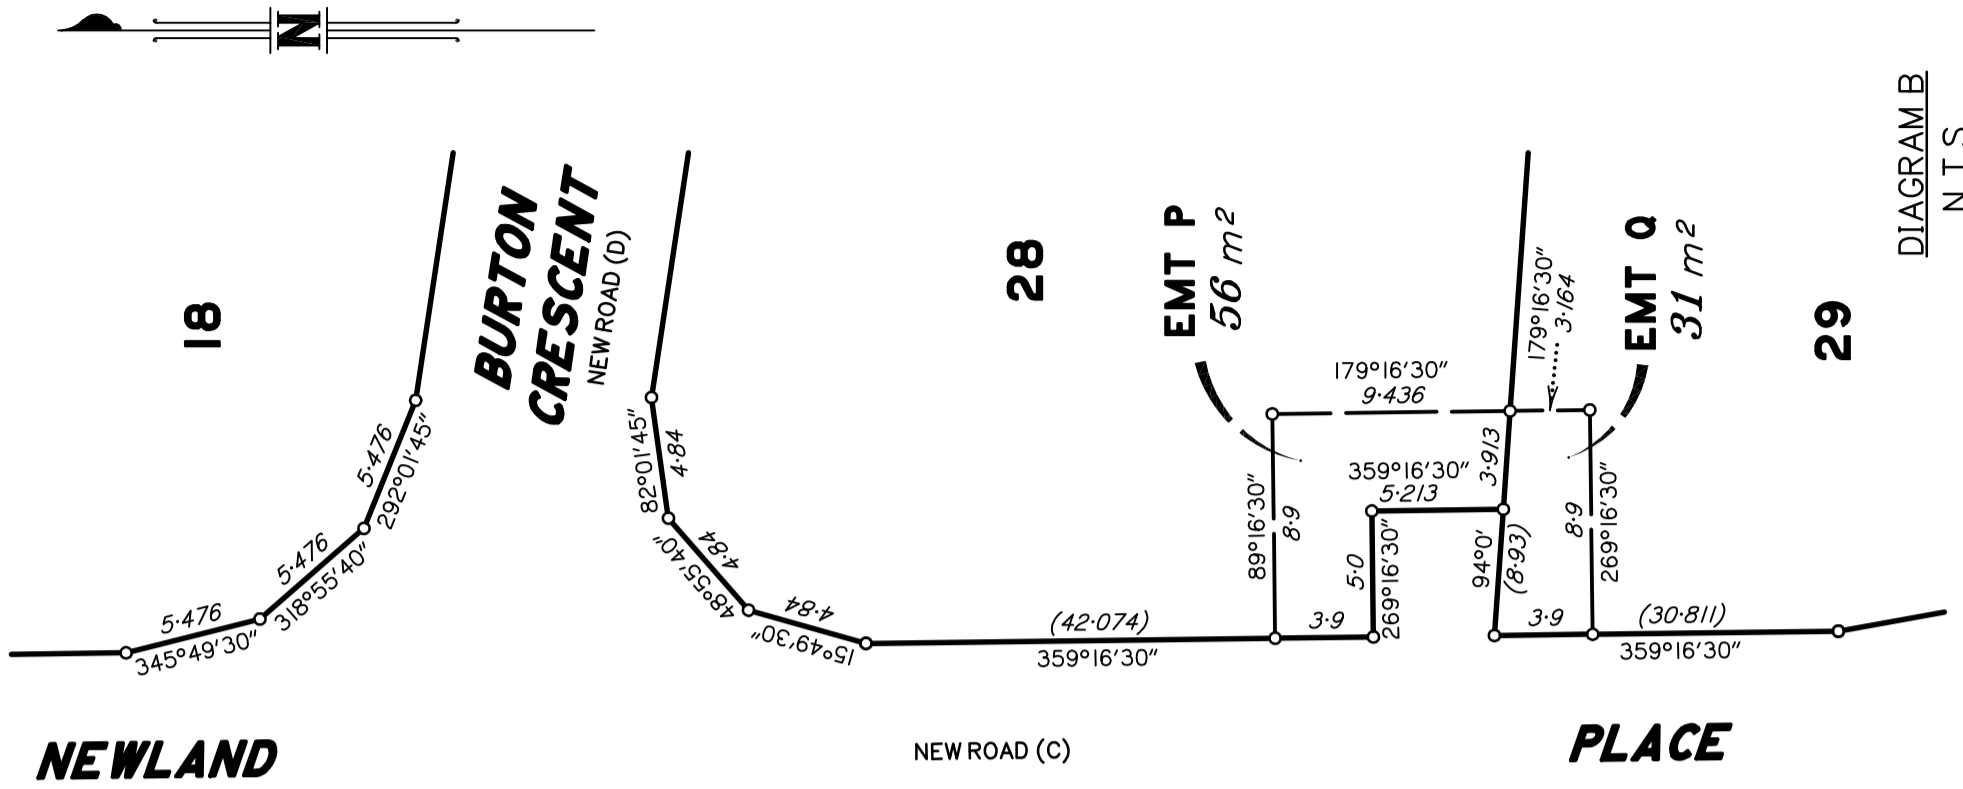 N
DIAGRAM B
N T S
18
BURTON
CRESCENT
NEW ROAD (D)
28
EMT P
56 m²
EMT Q
31 m²
29
179°16'30"
3·164
179°16'30"
9·436
5·476
292°01'45"
5·476
318°55'40"
5·476
345°49'30"
82°01'45"
4·84
48°55'40"
4·84
15°49'30"
4·84
359°16'30"
5·213
3·913
89°16'30"
8·9
5·0
269°16'30"
94°0'
(8·93)
8·9
269°16'30"
(42·074)
359°16'30"
3·9
3·9
(30·811)
359°16'30"
NEWLAND
NEW ROAD (C)
PLACE